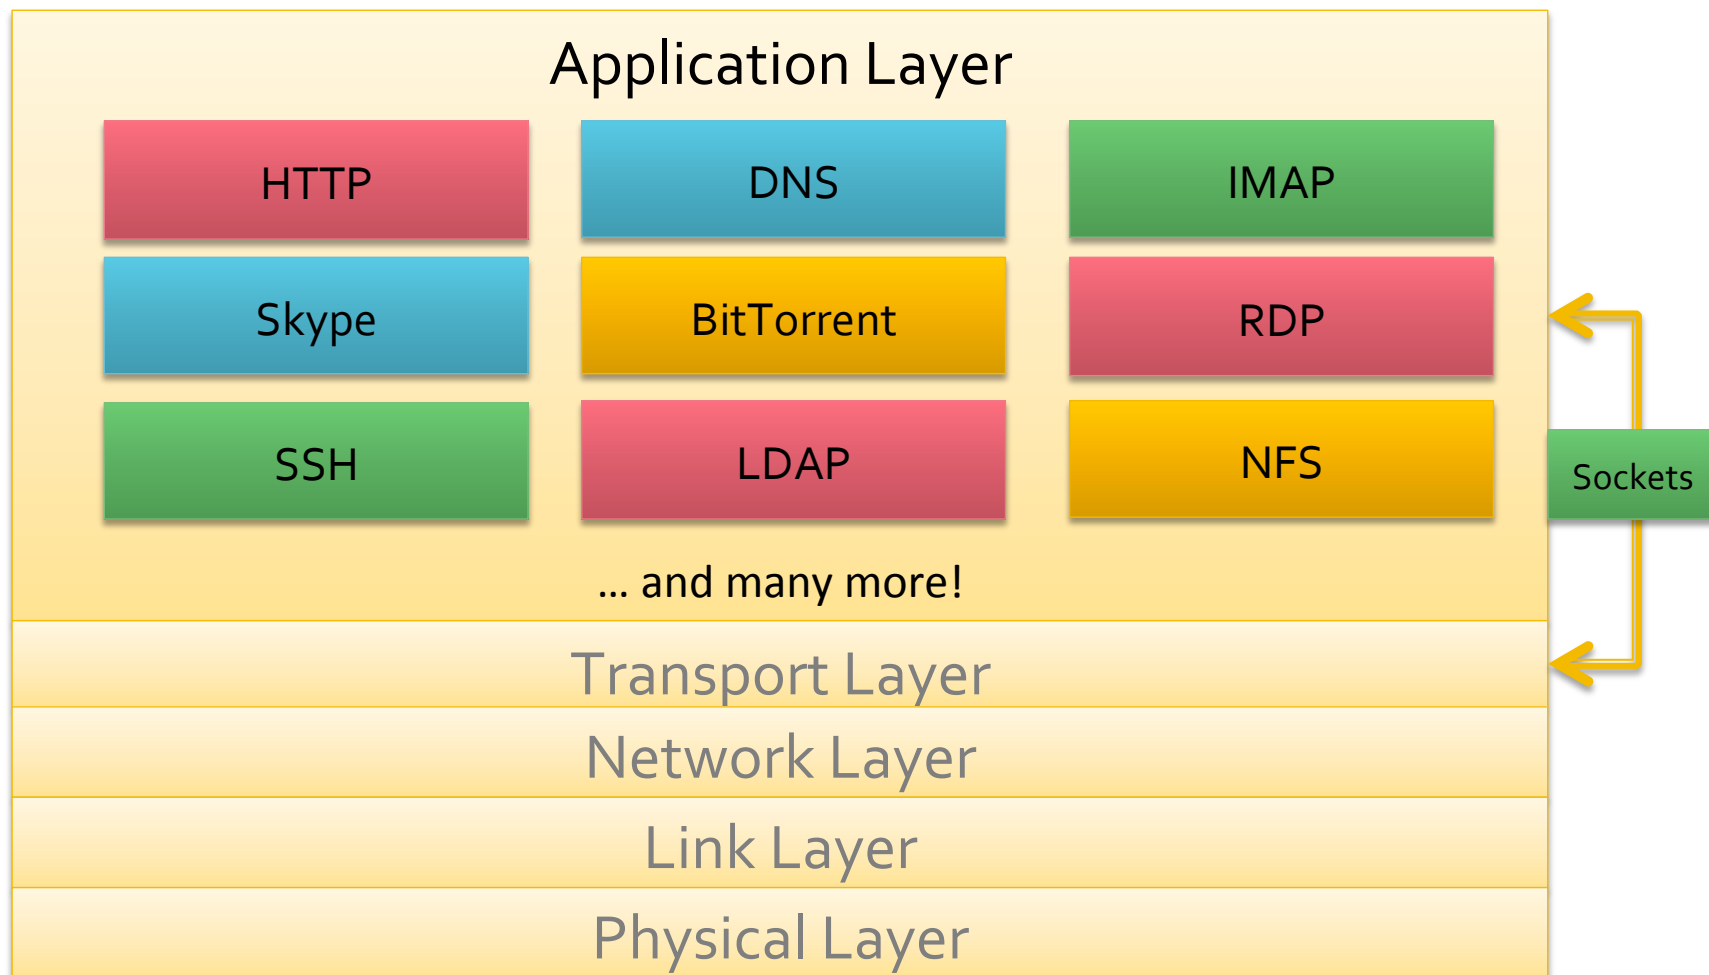 Application Layer
HTTP
DNS
IMAP
Skype
BitTorrent
RDP
SSH
LDAP
NFS
Sockets
… and many more!
Transport Layer
Network Layer
Link Layer
Physical Layer